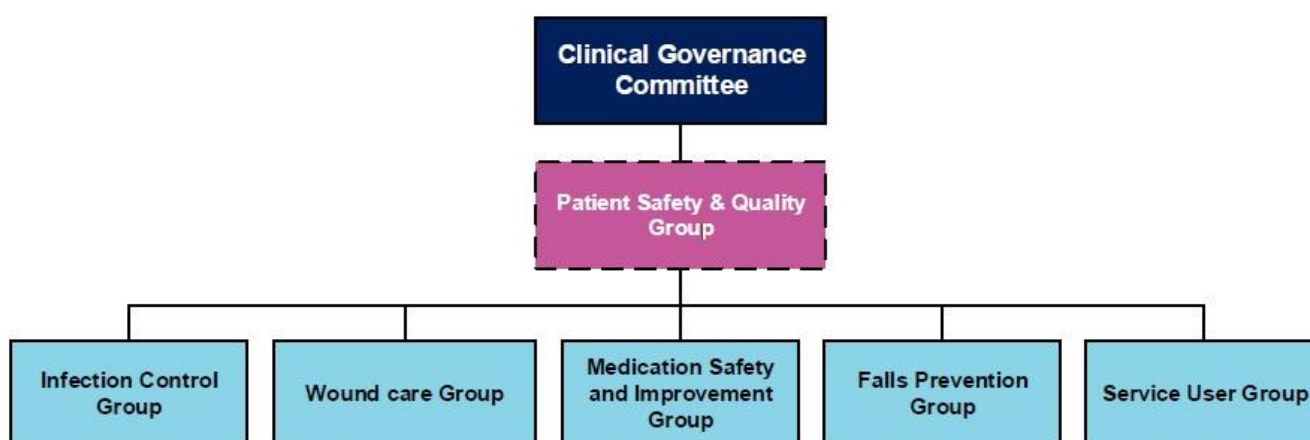 Clinical Governance
Committee
Patient Safety & Quality
Group
Infection Control
Group
Wound care Group
Medication Safety
and Improvement
Group
Falls Prevention
Group
Service User Group